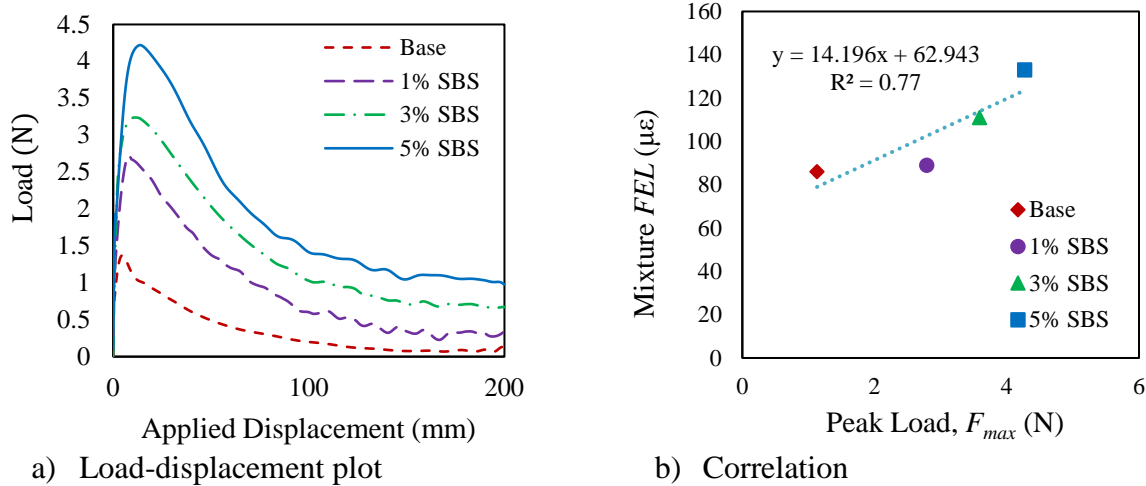 4.5
4
3.5
3
2.5
2
1.5
1
0.5
0
0
100
200
Load (N)
Applied Displacement (mm)
Base
1% SBS
3% SBS
5% SBS
a) Load-displacement plot
160
140
120
100
80
60
40
20
0
0
2
4
6
Mixture FEL (με)
Peak Load, Fmax (N)
y = 14.196x + 62.943
R² = 0.77
Base
1% SBS
3% SBS
5% SBS
b) Correlation